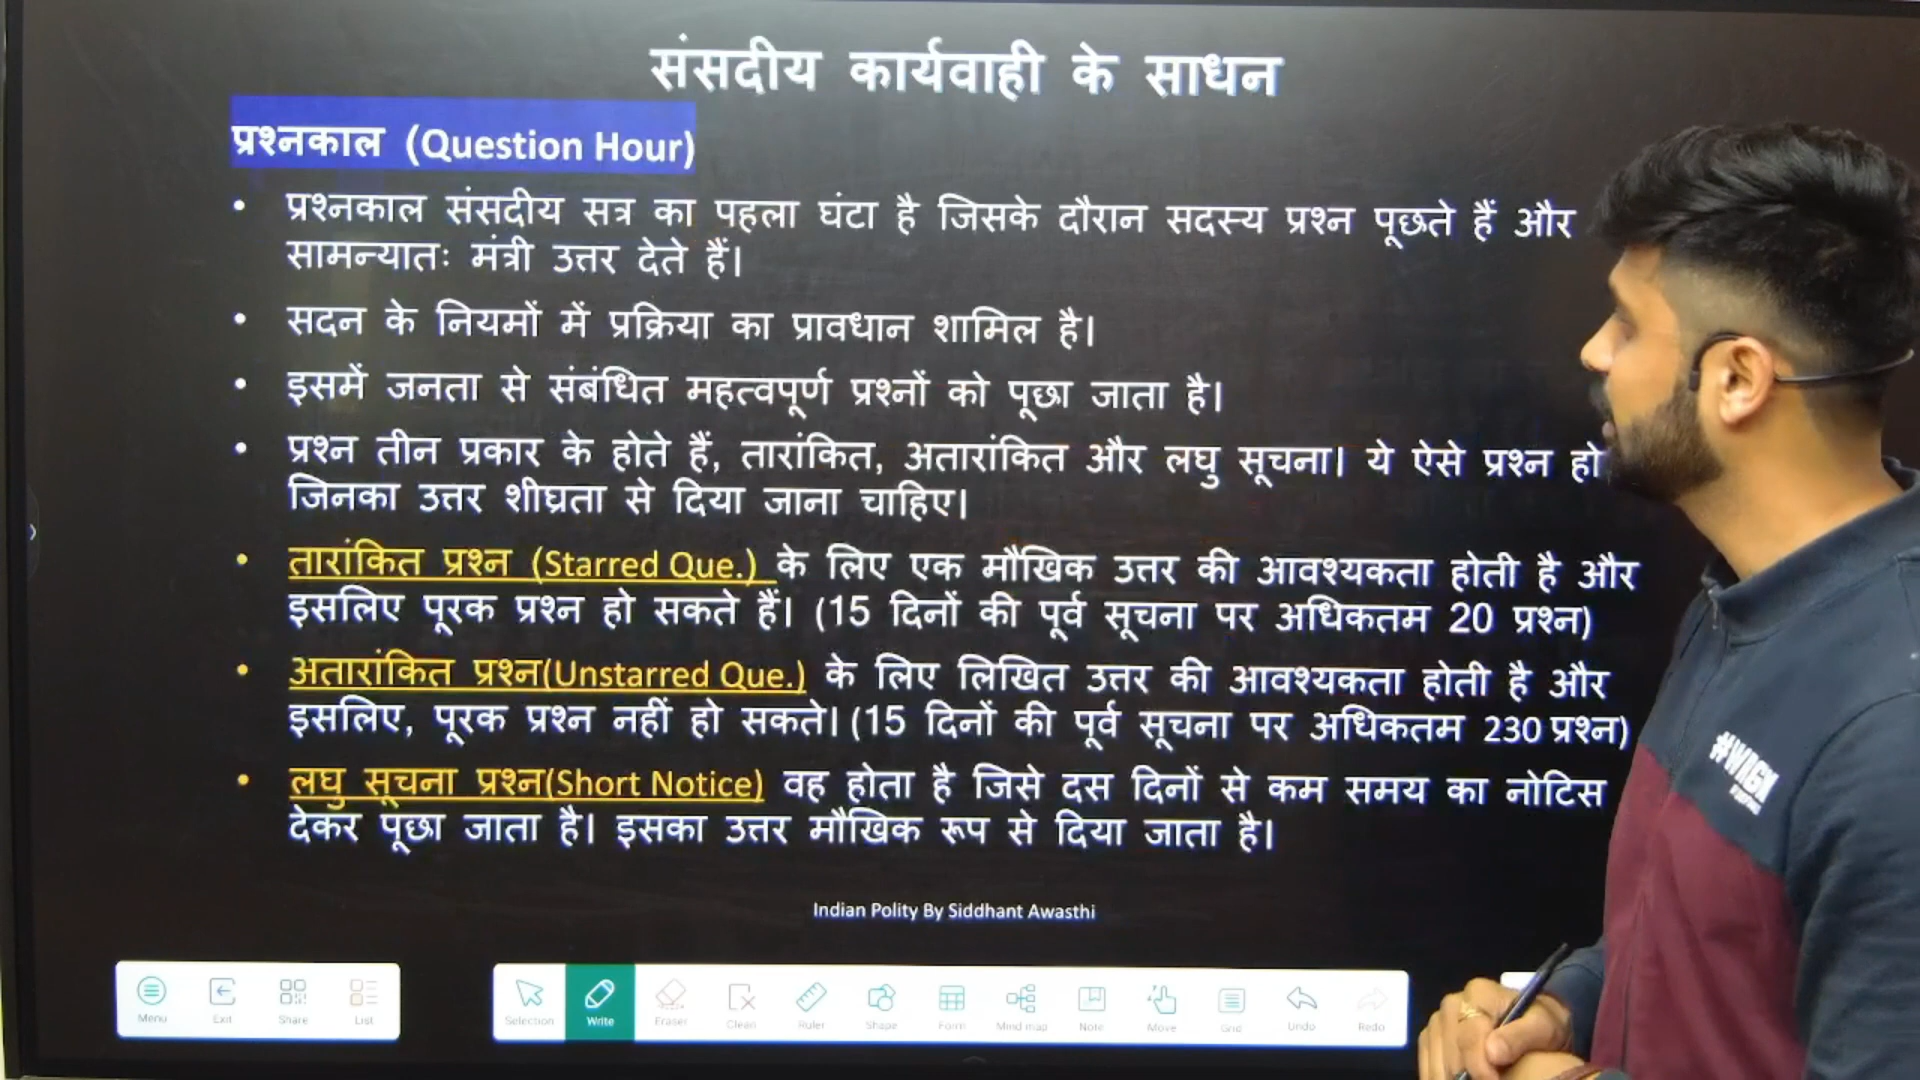 संसदीय कार्यवाही के साधन
प्रश्नकाल (Question Hour)
• प्रश्नकाल संसदीय सत्र का पहला घंटा है जिसके दौरान सदस्य प्रश्न पूछते हैं और
सामन्यातः मंत्री उत्तर देते हैं।
• सदन के नियमों में प्रक्रिया का प्रावधान शामिल है।
• इसमें जनता से संबंधित महत्वपूर्ण प्रश्नों को पूछा जाता है।
• प्रश्न तीन प्रकार के होते हैं, तारांकित, अतारांकित और लघु सूचना। ये ऐसे प्रश्न हो
जिनका उत्तर शीघ्रता से दिया जाना चाहिए।
• तारांकित प्रश्न (Starred Que.) के लिए एक मौखिक उत्तर की आवश्यकता होती है और
इसलिए पूरक प्रश्न हो सकते हैं। (15 दिनों की पूर्व सूचना पर अधिकतम 20 प्रश्न)
• अतारांकित प्रश्न(Unstarred Que.) के लिए लिखित उत्तर की आवश्यकता होती है और
इसलिए, पूरक प्रश्न नहीं हो सकते। (15 दिनों की पूर्व सूचना पर अधिकतम 230 प्रश्न)
• लघु सूचना प्रश्न(Short Notice) वह होता है जिसे दस दिनों से कम समय का नोटिस
देकर पूछा जाता है। इसका उत्तर मौखिक रूप से दिया जाता है।
#WRGN
Indian Polity By Siddhant Awasthi
Menu Exit Share List Selection Write Eraser Clean Ruler Shape Form Mind map Note Move Grid Undo Redo